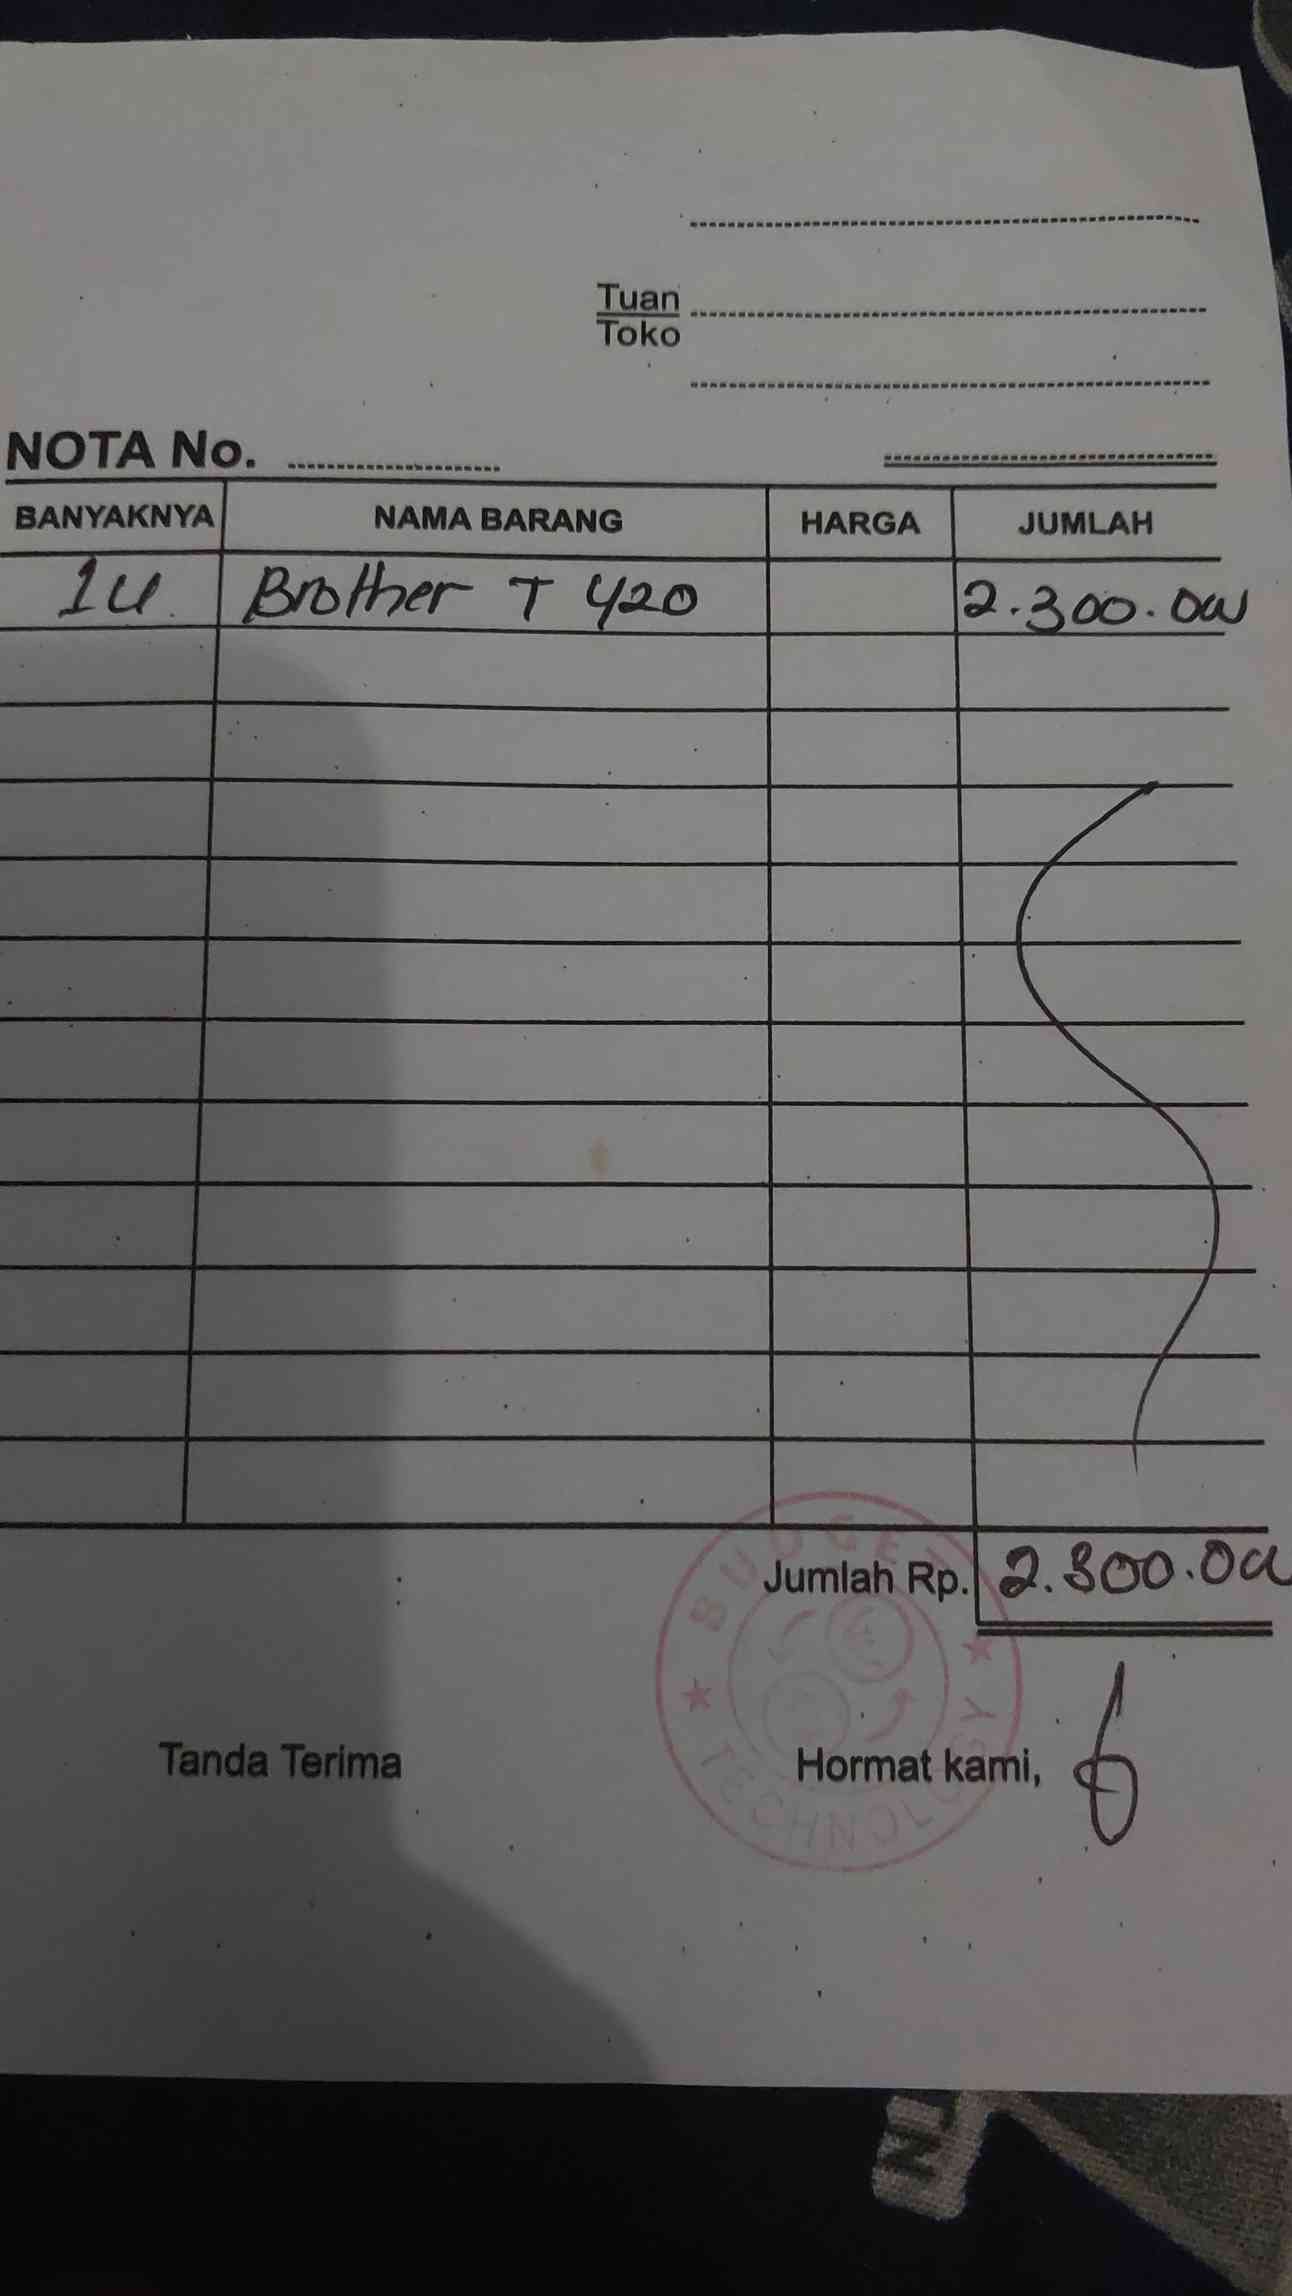 Tuan
Toko
NOTA No.
BANYAKNYA NAMA BARANG HARGA JUMLAH
1U Brother T 420 2.300.000
Jumlah Rp. 2.300.000
BUDGET TECHNOLOGY
Tanda Terima Hormat kami,